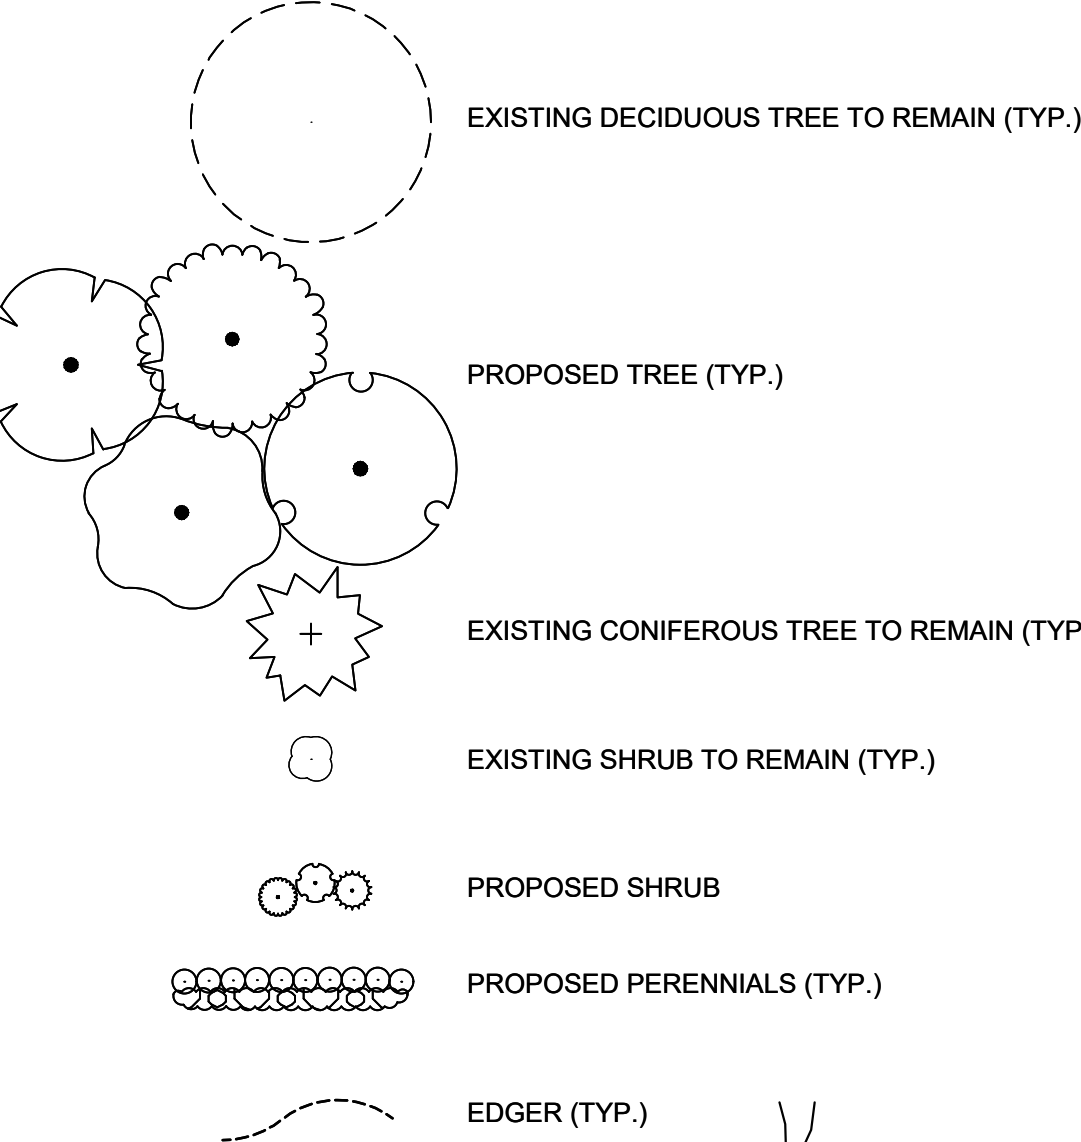 EXISTING DECIDUOUS TREE TO REMAIN (TYP.)
PROPOSED TREE (TYP.)
EXISTING CONIFEROUS TREE TO REMAIN (TYP
EXISTING SHRUB TO REMAIN (TYP.)
PROPOSED SHRUB
PROPOSED PERENNIALS (TYP.)
EDGER (TYP.)